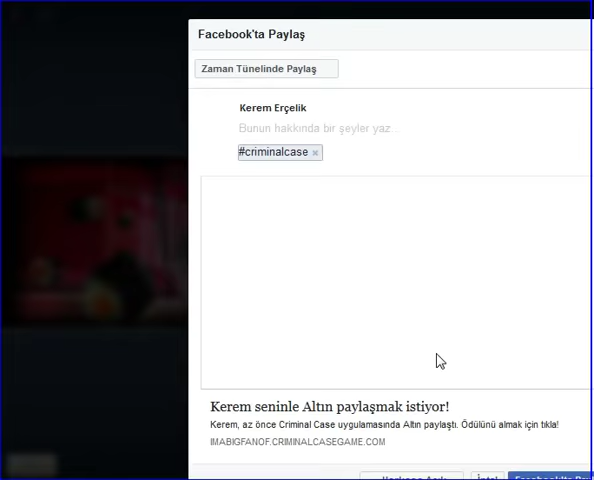 Facebook'ta Paylaş
Zaman Tünelinde Paylaş
Kerem Erçelik
Bunun hakkında bir şeyler yaz...
#criminalcase ×
Kerem seninle Altın paylaşmak istiyor!
Kerem, az önce Criminal Case uygulamasında Altın paylaştı. Ödülünü almak için tıkla!
IMABIGFANOF.CRIMINALCASEGAME.COM